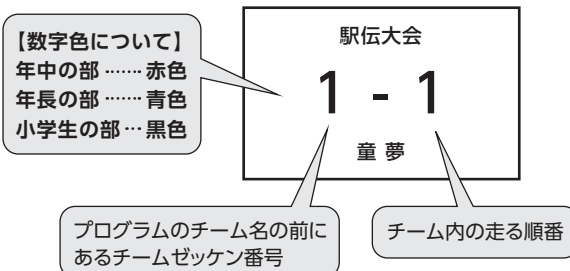 【数字色について】
年中の部 ······· 赤色
年長の部 ······· 青色
小学生の部 ··· 黒色
駅伝大会
1 - 1
童 夢
プログラムのチーム名の前に
あるチームゼッケン番号
チーム内の走る順番